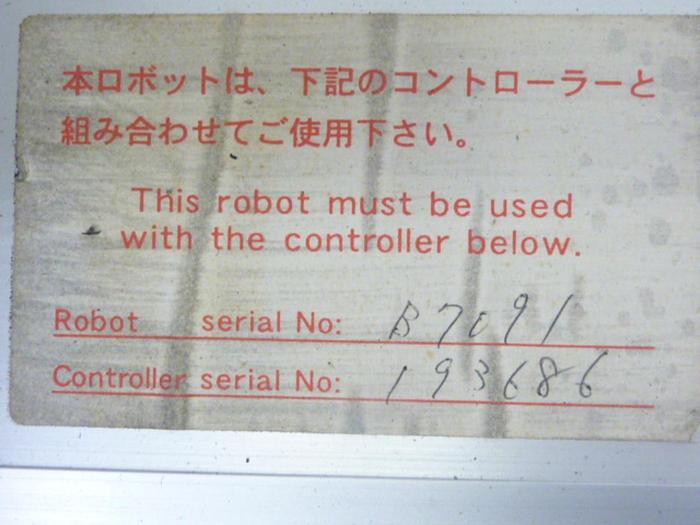 本ロボットは、下記のコントローラーと
組み合わせてご使用下さい。
This robot must be used
with the controller below.
Robot serial No: B7091
Controller serial No: 193686